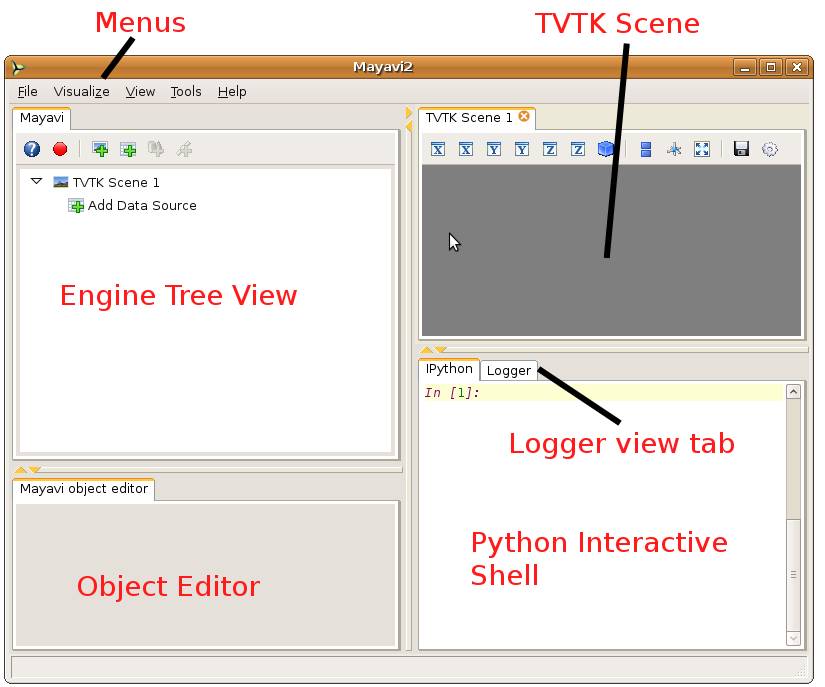 Menus
TVTK Scene
Mayavi2
File Visualize View Tools Help
Mayavi
TVTK Scene 1
Add Data Source
Engine Tree View
Mayavi object editor
Object Editor
TVTK Scene 1
X X Y Y Z Z
IPython Logger
In [1]:
Logger view tab
Python Interactive
Shell